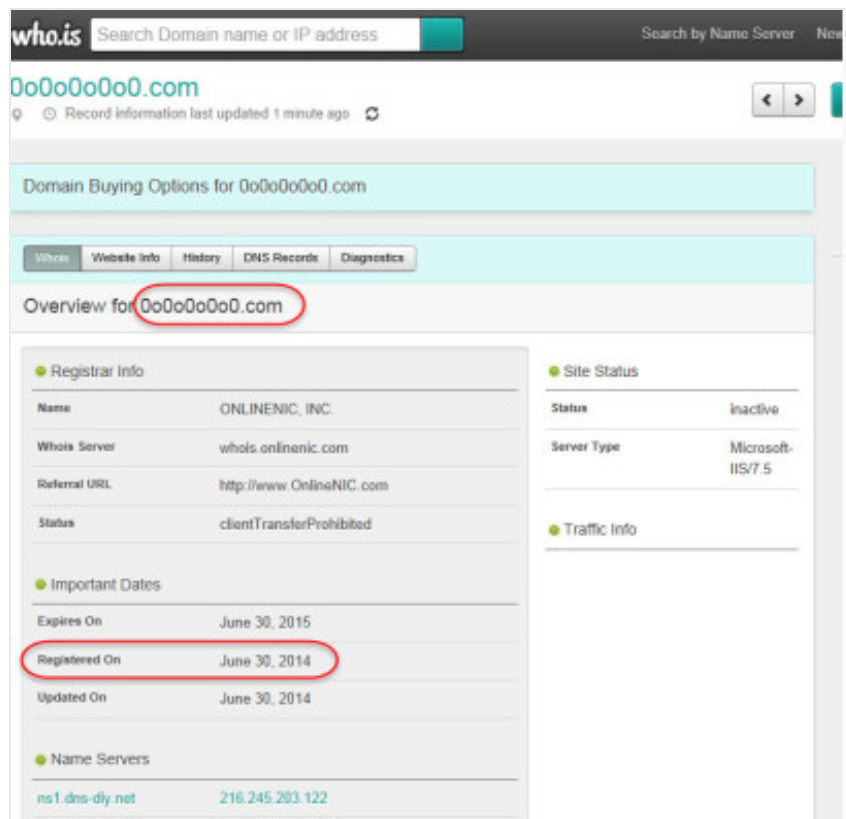 who.is Search Domain name or IP address Search by Name Server New
0o0o0o0o0.com
Record information last updated 1 minute ago
Domain Buying Options for 0o0o0o0o0.com
Whois Website Info History DNS Records Diagnostics
Overview for 0o0o0o0o0.com
Registrar Info
Name ONLINENIC, INC.
Whois Server whois.onlinenic.com
Referral URL http://www.OnlineNIC.com
Status clientTransferProhibited
Important Dates
Expires On June 30, 2015
Registered On June 30, 2014
Updated On June 30, 2014
Name Servers
ns1.dns-diy.net 216.245.203.122
Site Status
Status inactive
Server Type Microsoft-
IIS/7.5
Traffic Info